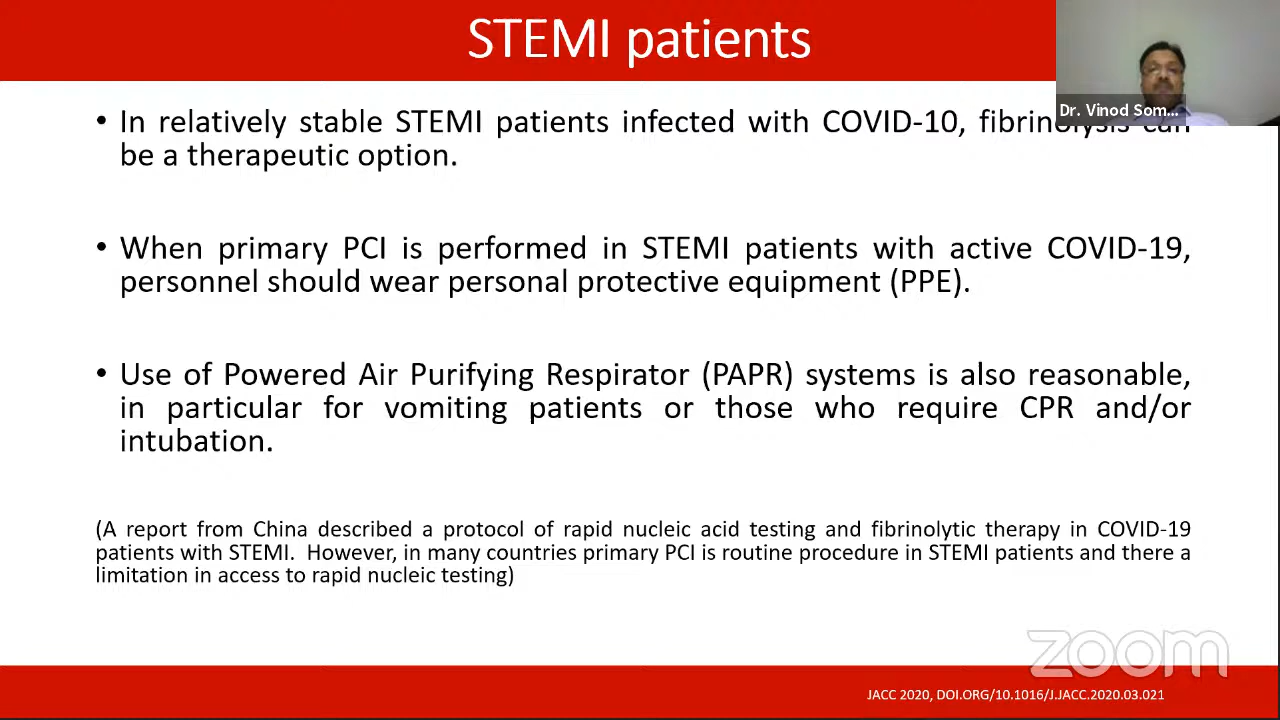 STEMI patients
Dr. Vinod Som...
• In relatively stable STEMI patients infected with COVID-10, fibrinolysis can
be a therapeutic option.
• When primary PCI is performed in STEMI patients with active COVID-19,
personnel should wear personal protective equipment (PPE).
• Use of Powered Air Purifying Respirator (PAPR) systems is also reasonable,
in particular for vomiting patients or those who require CPR and/or
intubation.
(A report from China described a protocol of rapid nucleic acid testing and fibrinolytic therapy in COVID-19
patients with STEMI. However, in many countries primary PCI is routine procedure in STEMI patients and there a
limitation in access to rapid nucleic testing)
zoom
JACC 2020, DOI.ORG/10.1016/J.JACC.2020.03.021